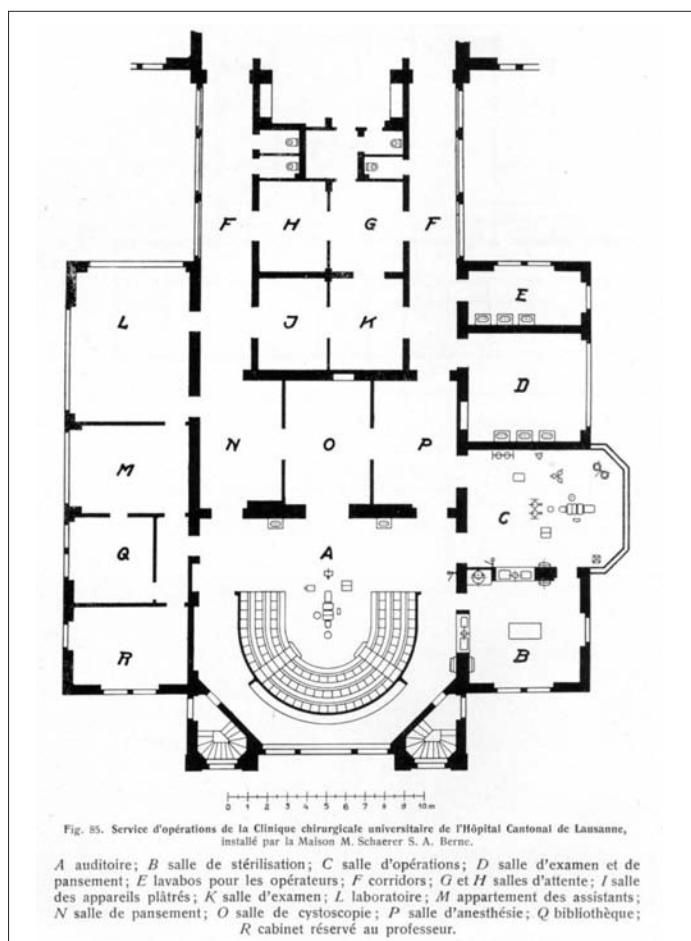 F
H
G
F
E
L
J
K
D
N
O
P
M
C
A
Q
R
B
0 1 2 3 4 5 6 7 8 9 10 m
Fig. 85. Service d'opérations de la Clinique chirurgicale universitaire de l'Hôpital Cantonal de Lausanne,
installé par la Maison M. Schaerer S. A. Berne.
A auditoire; B salle de stérilisation; C salle d'opérations; D salle d'examen et de
pansement; E lavabos pour les opérateurs; F corridors; G et H salles d'attente; I salle
des appareils plâtrés; K salle d'examen; L laboratoire; M appartement des assistants;
N salle de pansement; O salle de cystoscopie; P salle d'anesthésie; Q bibliothèque;
R cabinet réservé au professeur.